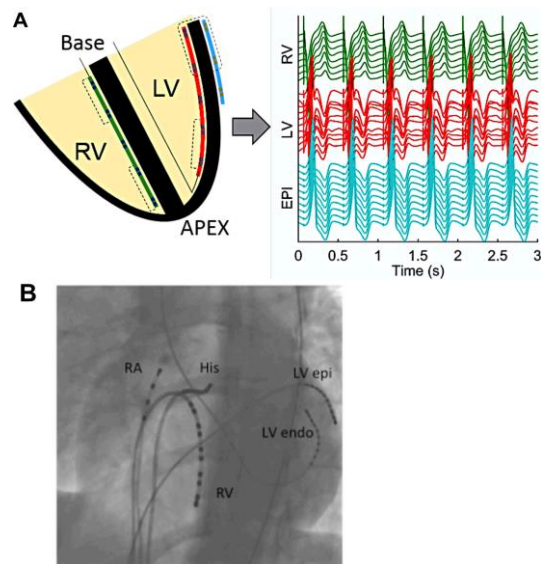 A
Base
LV
RV
APEX
RV
LV
EPI
0 0.5 1 1.5 2 2.5 3
Time (s)
B
RA
His
LV epi
LV endo
RV